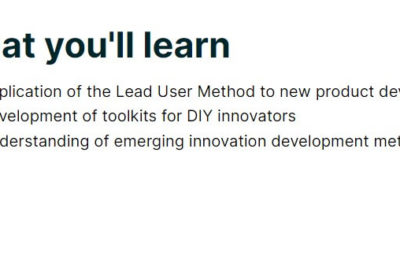 at you'll learn
plication of the Lead User Method to new product dev
velopment of toolkits for DIY innovators
derstanding of emerging innovation development met